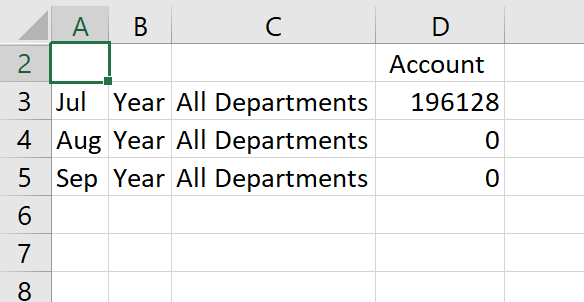 A B C D
2 Account
3 Jul Year All Departments 196128
4 Aug Year All Departments 0
5 Sep Year All Departments 0
6
7
8